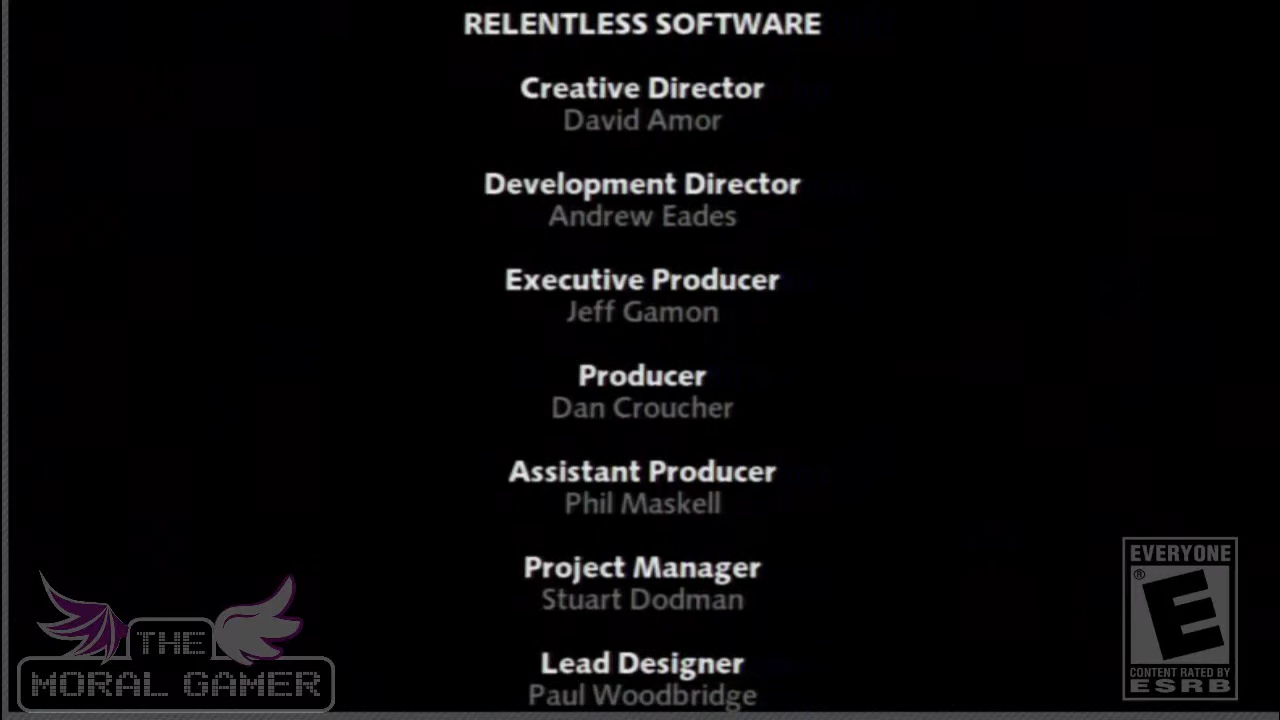 RELENTLESS SOFTWARE
Creative Director
David Amor
Development Director
Andrew Eades
Executive Producer
Jeff Gamon
Producer
Dan Croucher
Assistant Producer
Phil Maskell
Project Manager
Stuart Dodman
Lead Designer
Paul Woodbridge
THE
MORAL GAMER
EVERYONE
®
E
CONTENT RATED BY
ESRB